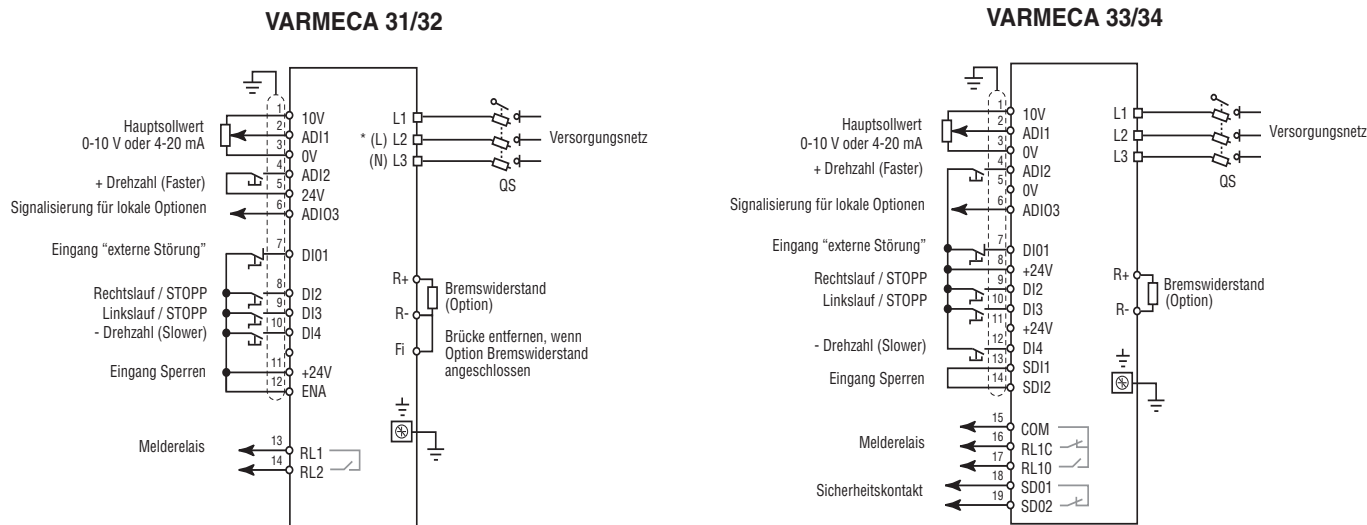 VARMECA 31/32
Hauptsollwert
0-10 V oder 4-20 mA
+ Drehzahl (Faster)
Signalisierung für lokale Optionen
Eingang “externe Störung”
Rechtslauf / STOPP
Linkslauf / STOPP
- Drehzahl (Slower)
Eingang Sperren
Melderelais
1 10V
2 ADI1
3 0V
4 ADI2
5 24V
6 ADIO3
7 DI01
8 DI2
9 DI3
10 DI4
11 +24V
12 ENA
13 RL1
14 RL2
L1
* (L) L2
(N) L3
Versorgungsnetz
QS
R+
R-
Fi
Bremswiderstand
(Option)
Brücke entfernen, wenn
Option Bremswiderstand
angeschlossen
VARMECA 33/34
Hauptsollwert
0-10 V oder 4-20 mA
+ Drehzahl (Faster)
Signalisierung für lokale Optionen
Eingang “externe Störung”
Rechtslauf / STOPP
Linkslauf / STOPP
- Drehzahl (Slower)
Eingang Sperren
Melderelais
Sicherheitskontakt
1 10V
2 ADI1
3 0V
4 ADI2
5 0V
6 ADIO3
7 DI01
8 +24V
9 DI2
10 DI3
11 +24V
12 DI4
13 SDI1
14 SDI2
15 COM
16 RL1C
17 RL10
18 SD01
19 SD02
L1
L2
L3
Versorgungsnetz
QS
R+
R-
Bremswiderstand
(Option)